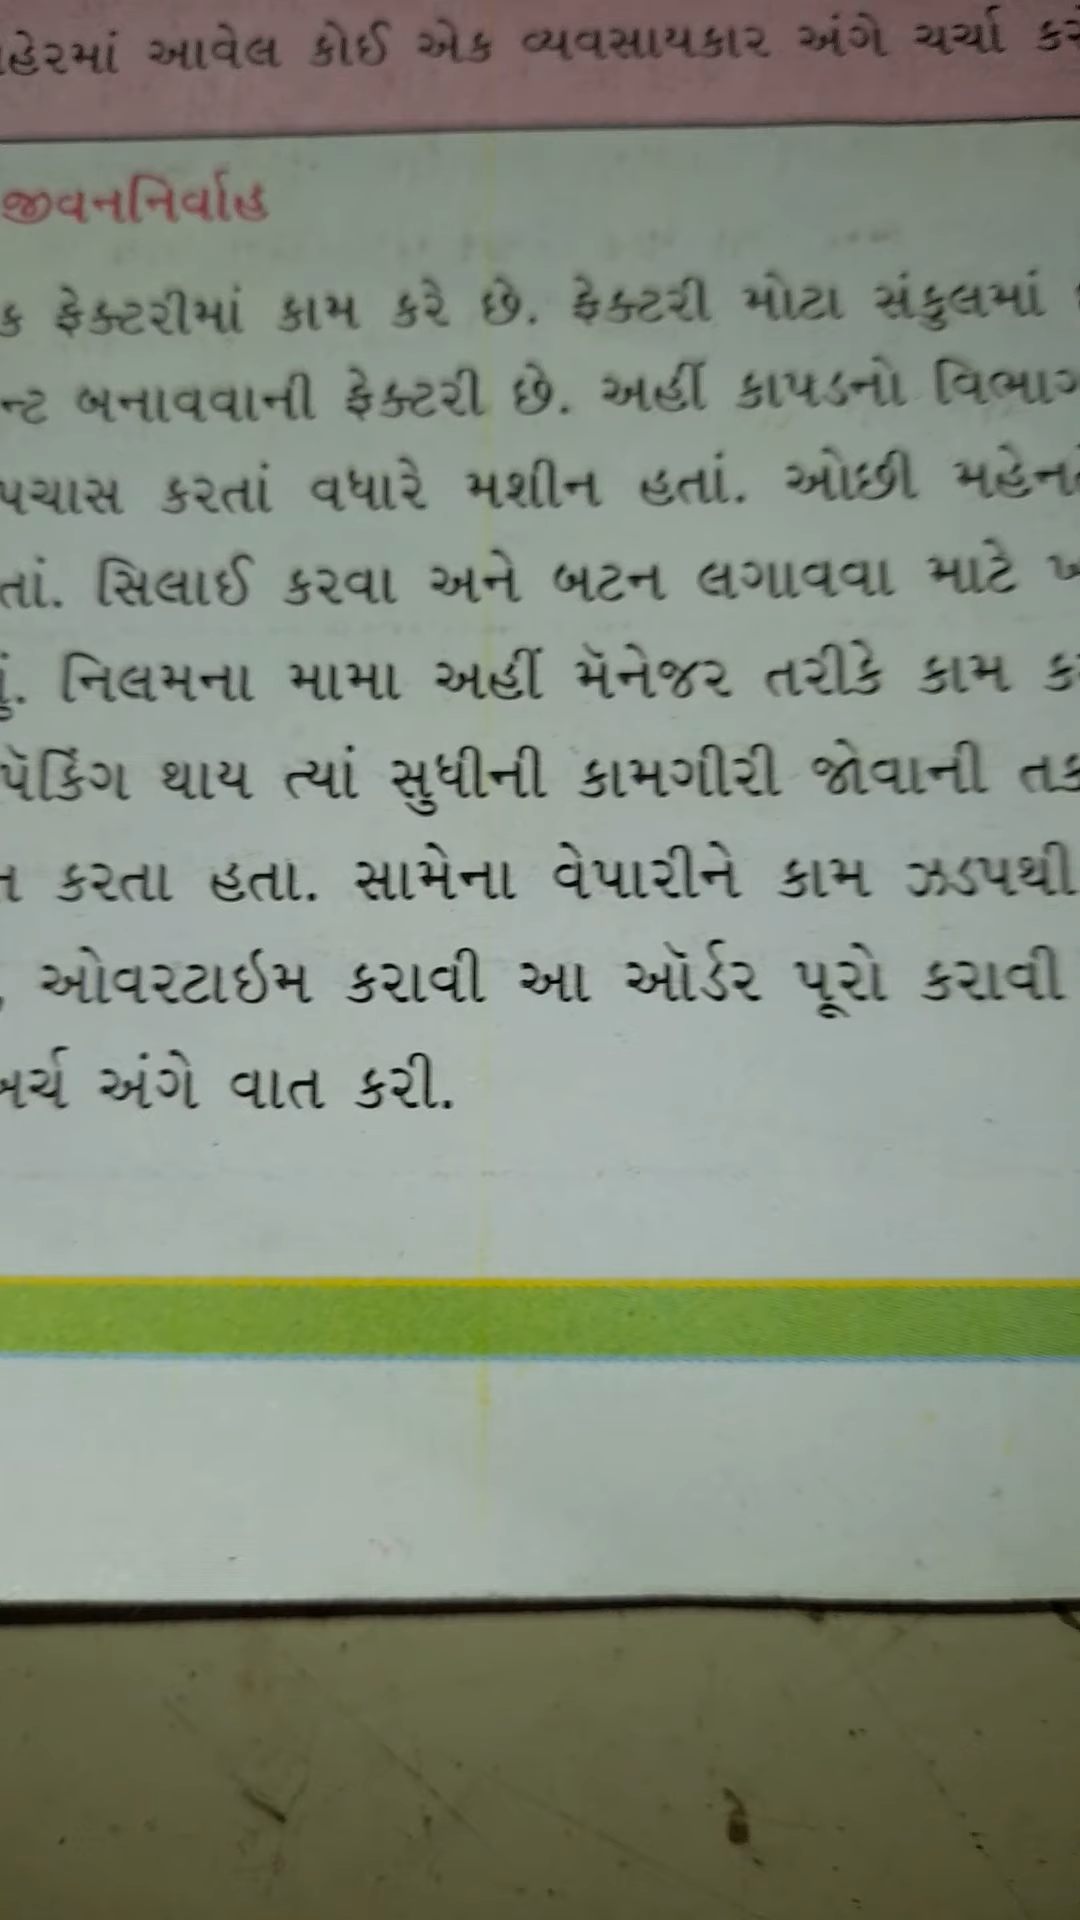 આવેલ કોઈ એક વ્યવસાયકાર અંગે ચર્ચા
જીવનનિર્વાહ
ફેક્ટરીમાં કામ કરે છે. ફેક્ટરી મોટા સંકુલમાં
બનાવવાની ફેક્ટરી છે. અહીં કાપડનો
પચાસ કરતાં વધારે મશીન હતાં. ઓછી
સિલાઈ કરવા અને બટન લગાવવા માટે
નિલમના મામા અહીં મૅનેજર તરીકે કામ
પૅકિંગ થાય ત્યાં સુધીની કામગીરી જોવાની
કરતા હતા. સામેના વેપારીને કામ ઝડપથી
ઓવરટાઇમ કરાવી આ ઑર્ડર પૂરો કરાવી
અંગે વાત કરી.